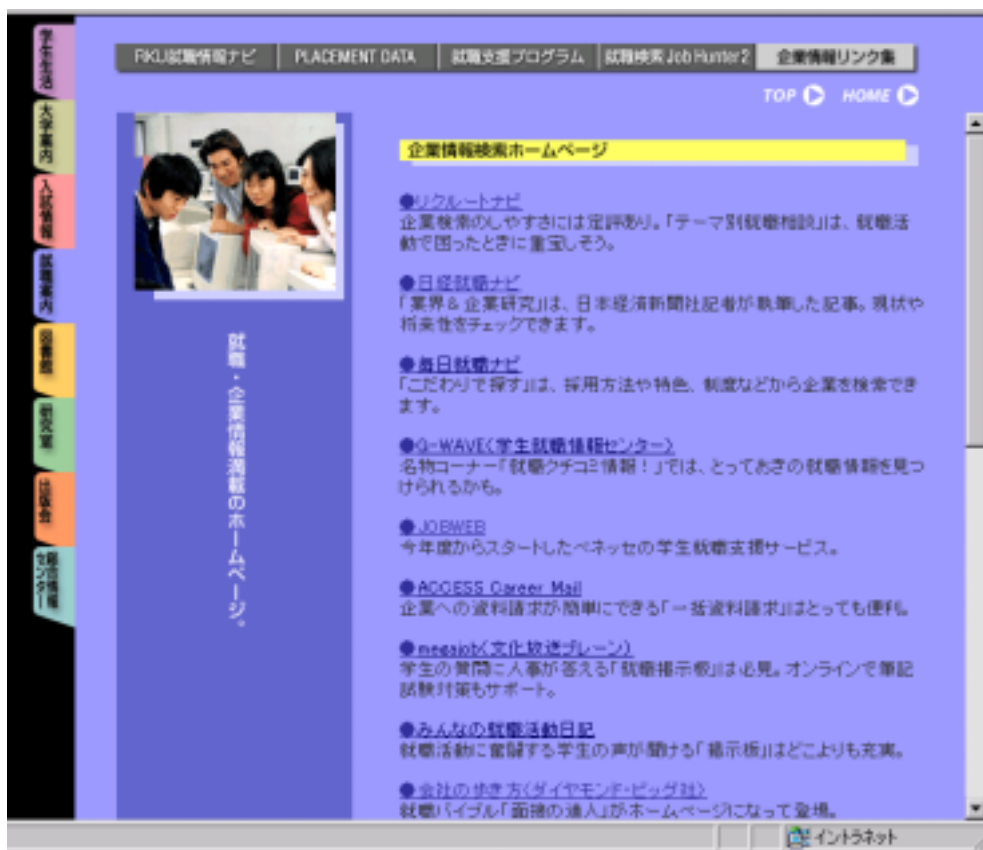 学生生活
大学案内
入試情報
就職案内
図書館
研究室
出版会
総合情報
センター
RKU就職情報ナビ
PLACEMENT DATA
就職支援プログラム
就職検索 Job Hunter2
企業情報リンク集
TOP
HOME
就職・企業情報満載のホームページ。
企業情報検索ホームページ
●リクルートナビ
企業検索のしやすさには定評あり。「テーマ別就職相談」は、就職活
動で困ったときに重宝しそう。
●日経就職ナビ
「業界&企業研究」は、日本経済新聞社記者が執筆した記事。現状や
将来性をチェックできます。
●毎日就職ナビ
「こだわりで探す」は、採用方法や特色、制度などから企業を検索でき
ます。
●G-WAVE(学生就職情報センター)
名物コーナー「就職クチコミ情報!」では、とっておきの就職情報を見つ
けられるかも。
●JOBWEB
今年度からスタートしたベネッセの学生就職支援サービス。
●ACCESS Career Mail
企業への資料請求が簡単にできる「一括資料請求」はとっても便利。
●megajob(文化放送ブレーン)
学生の質問に人事が答える「就職掲示板」は必見。オンラインで筆記
試験対策もサポート。
●みんなの就職活動日記
就職活動に奮闘する学生の声が聞ける「掲示板」はどこよりも充実。
●会社の歩き方(ダイヤモンド・ビッグ社)
就職バイブル「面接の達人」がホームページになって登場。
イントラネット